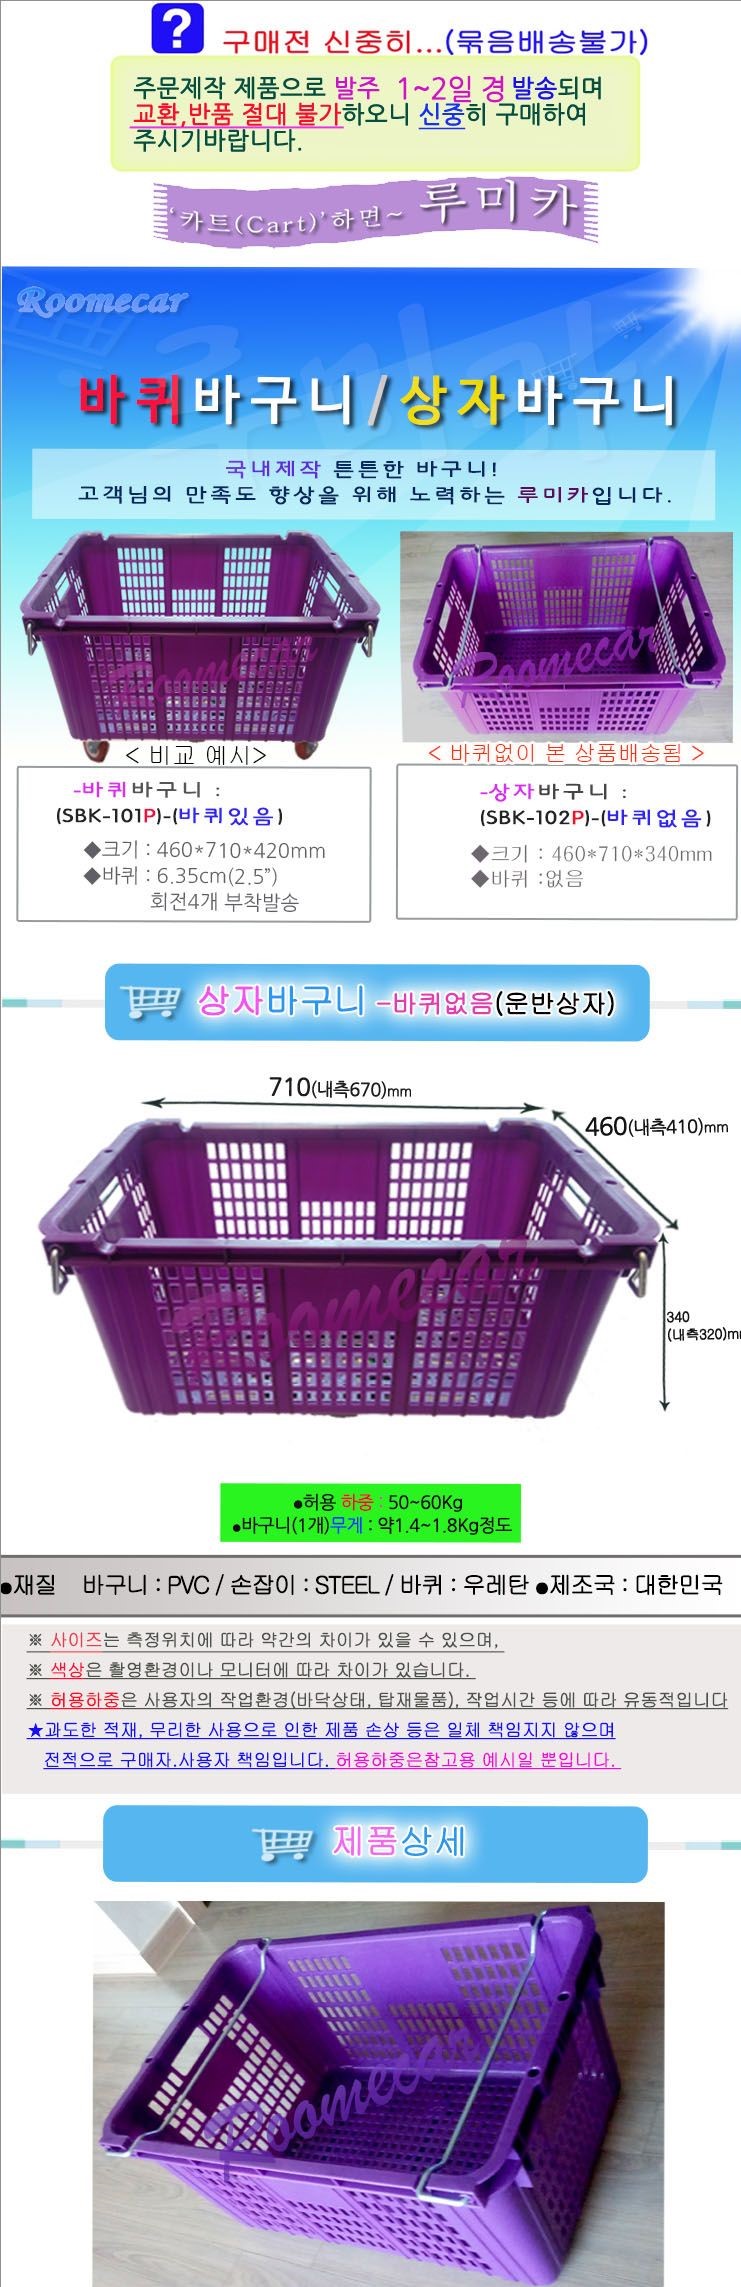 ?
구매전 신중히...(묶음배송불가)
주문제작 제품으로 발주 1~2일 경 발송되며
교환,반품 절대 불가하오니 신중히 구매하여
주시기바랍니다.
'카트(Cart)'하면~ 루미카
Roomecar
루미카
바퀴바구니/상자바구니
국내제작 튼튼한 바구니!
고객님의 만족도 향상을 위해 노력하는 루미카입니다.
Roomecar
Roomecar
< 비교 예시>
< 바퀴없이 본 상품배송됨 >
-바퀴바구니 :
(SBK-101P)-(바퀴있음)
◆크기 : 460*710*420mm
◆바퀴 : 6.35cm(2.5”)
회전4개 부착발송
-상자바구니 :
(SBK-102P)-(바퀴없음)
◆크기 : 460*710*340mm
◆바퀴 :없음
상자바구니 -바퀴없음(운반상자)
710(내측670)mm
460(내측410)mm
340
(내측320)m
Roomecar
●허용 하중 : 50~60Kg
●바구니(1개)무게 : 약1.4~1.8Kg정도
●재질 바구니 : PVC / 손잡이 : STEEL / 바퀴 : 우레탄 ●제조국 : 대한민국
※ 사이즈는 측정위치에 따라 약간의 차이가 있을 수 있으며,
※ 색상은 촬영환경이나 모니터에 따라 차이가 있습니다.
※ 허용하중은 사용자의 작업환경(바닥상태, 탑재물품), 작업시간 등에 따라 유동적입니다
★과도한 적재, 무리한 사용으로 인한 제품 손상 등은 일체 책임지지 않으며
전적으로 구매자.사용자 책임입니다. 허용하중은참고용 예시일 뿐입니다.
제품상세
Roomecar